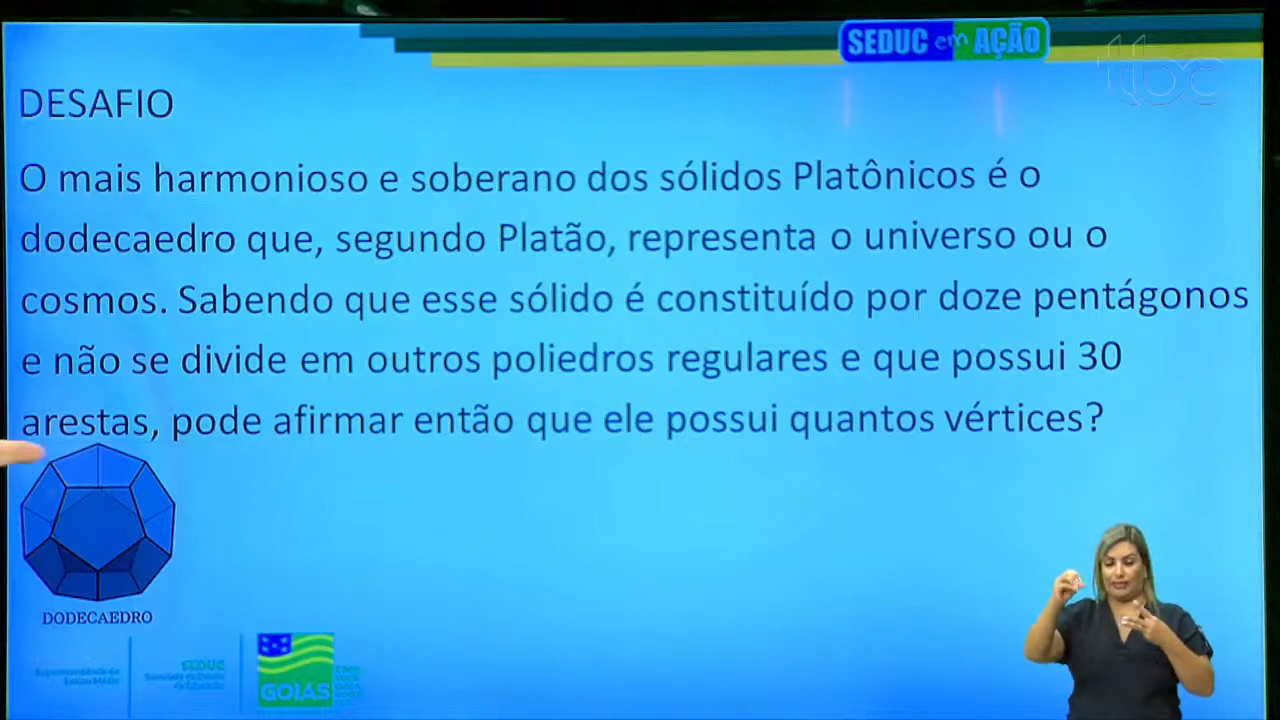 SEDUC em AÇÃO
tbc
DESAFIO
O mais harmonioso e soberano dos sólidos Platônicos é o
dodecaedro que, segundo Platão, representa o universo ou o
cosmos. Sabendo que esse sólido é constituído por doze pentágonos
e não se divide em outros poliedros regulares e que possui 30
arestas, pode afirmar então que ele possui quantos vértices?
DODECAEDRO
SEDUC
GOIÁS